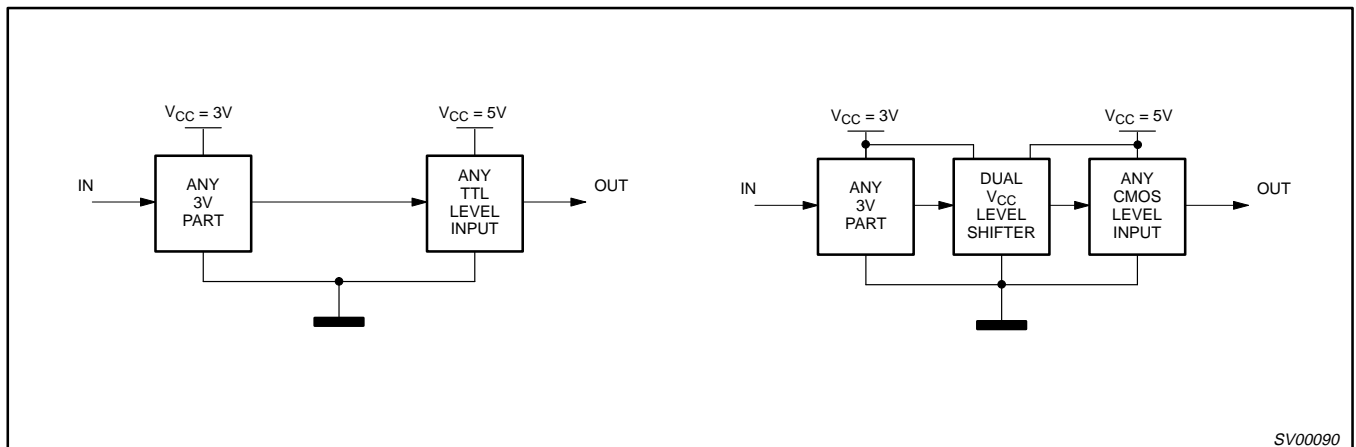 VCC = 3V
VCC = 5V
IN
ANY
3V
PART
ANY
TTL
LEVEL
INPUT
OUT
VCC = 3V
VCC = 5V
IN
ANY
3V
PART
DUAL
VCC
LEVEL
SHIFTER
ANY
CMOS
LEVEL
INPUT
OUT
SV00090